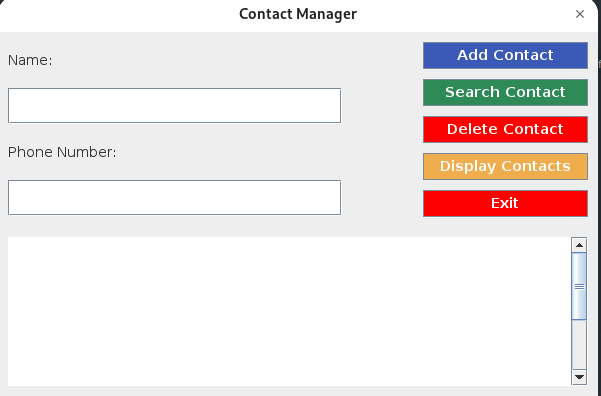 Contact Manager
Name:
Phone Number:
Add Contact
Search Contact
Delete Contact
Display Contacts
Exit